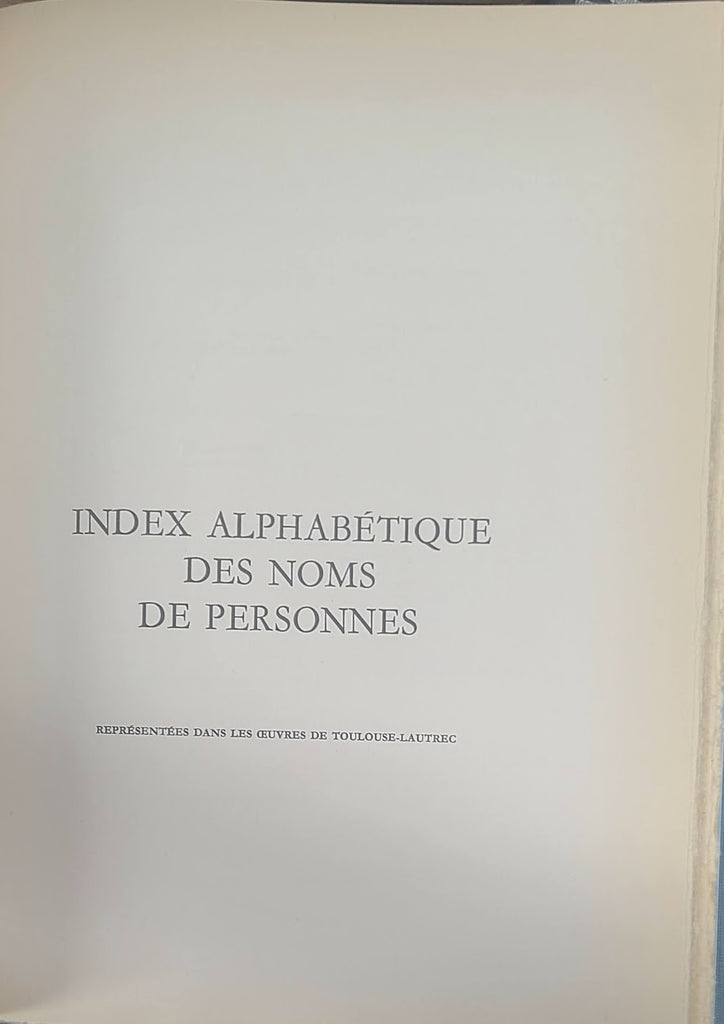 INDEX ALPHABÉTIQUE
DES NOMS
DE PERSONNES
REPRÉSENTÉES DANS LES ŒUVRES DE TOULOUSE-LAUTREC